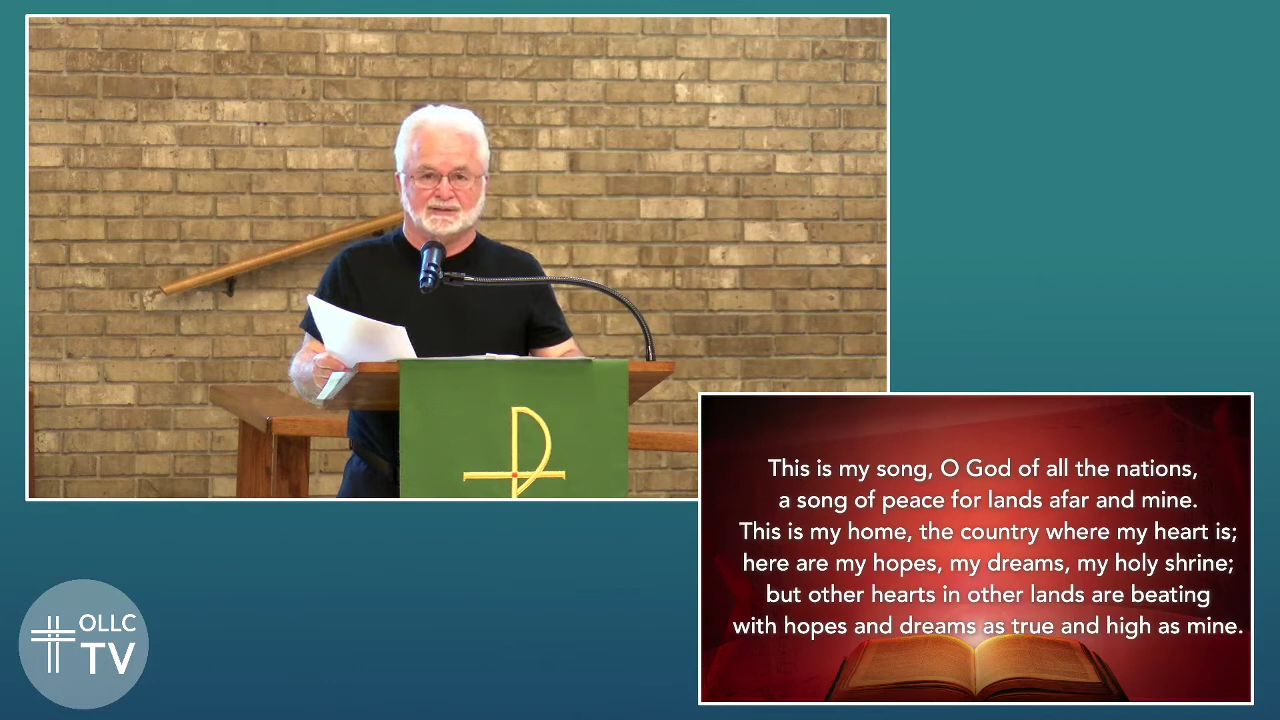 This is my song, O God of all the nations,
a song of peace for lands afar and mine.
This is my home, the country where my heart is;
here are my hopes, my dreams, my holy shrine;
but other hearts in other lands are beating
with hopes and dreams as true and high as mine.
OLLC
TV